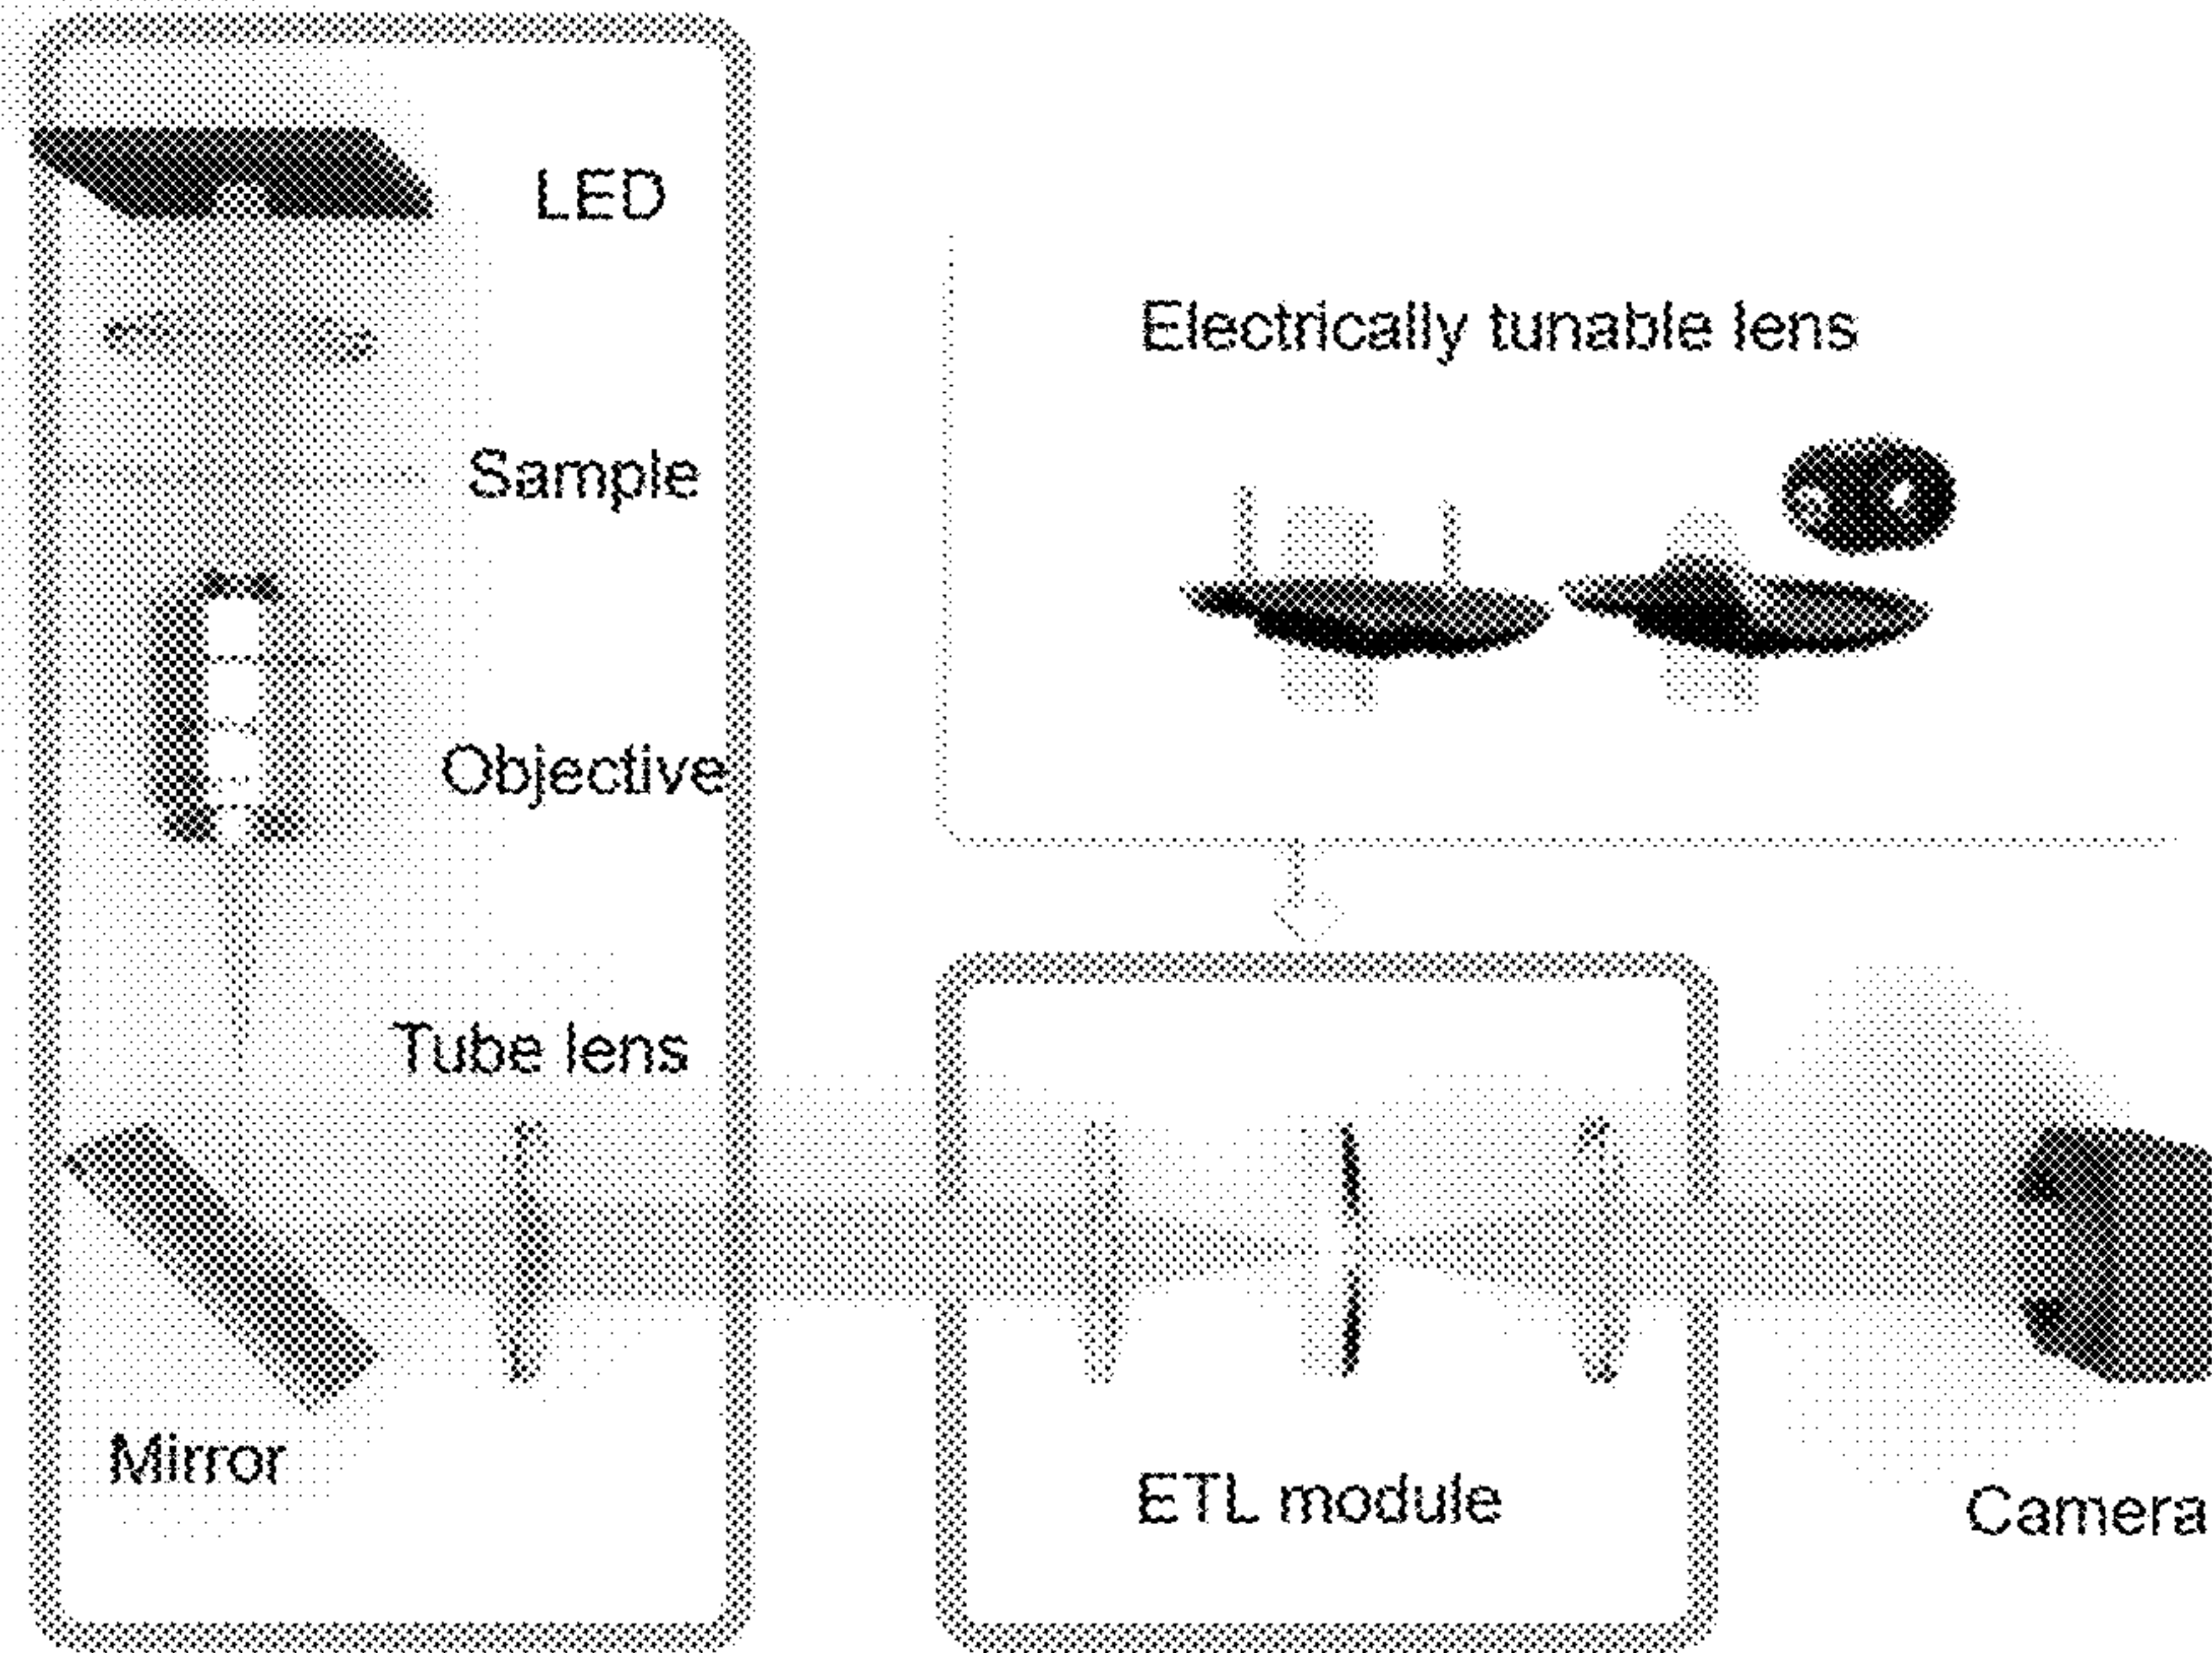 LED
Electrically tunable lens
Sample
Objective
Tube lens
Mirror
ETL module
Camera